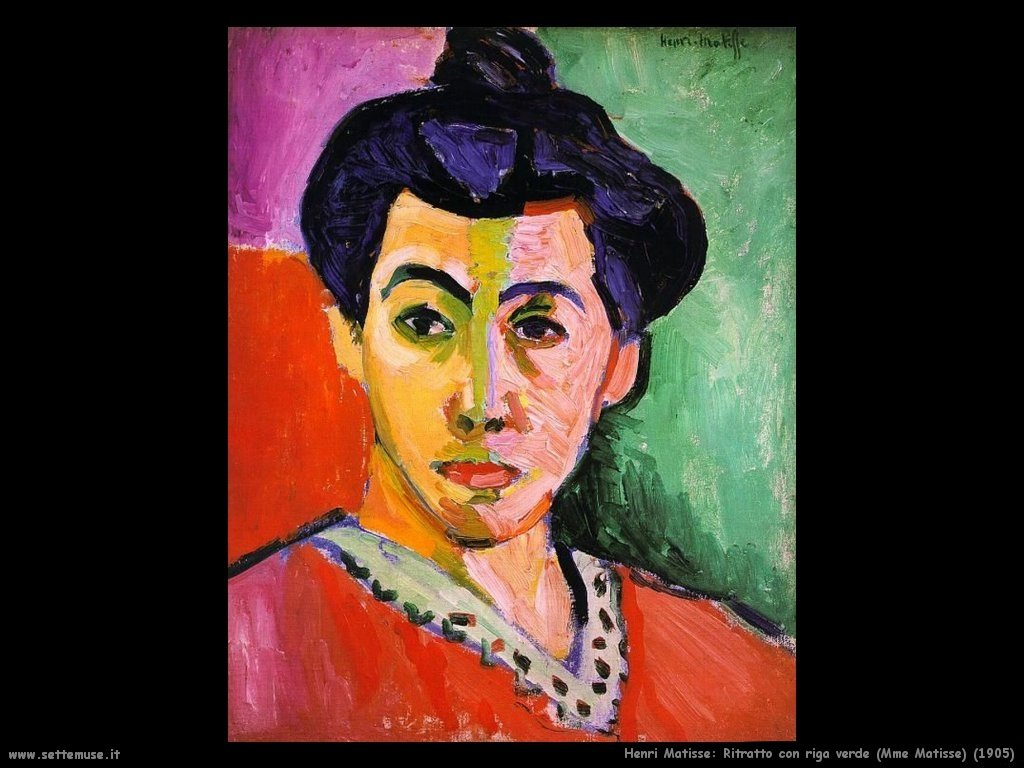 Henri-Matisse
www.settemuse.it
Henri Matisse: Ritratto con riga verde (Mme Matisse) (1905)